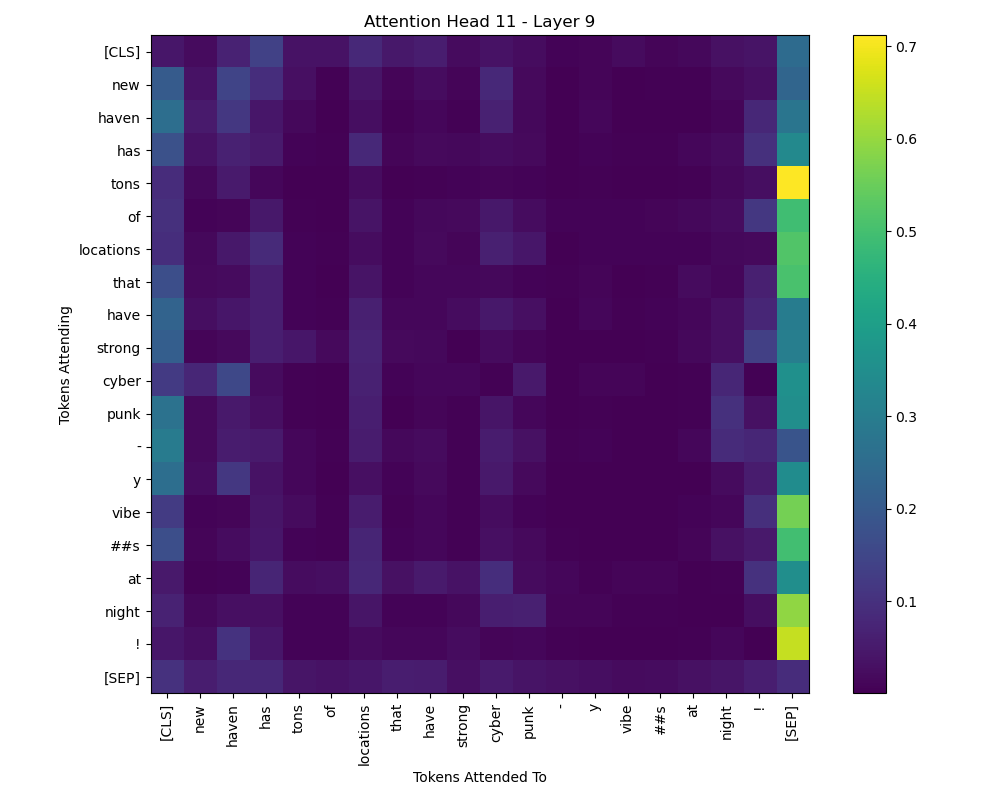 Attention Head 11 - Layer 9
Tokens Attending
[CLS]
new
haven
has
tons
of
locations
that
have
strong
cyber
punk
-
y
vibe
##s
at
night
!
[SEP]
[CLS]
new
haven
has
tons
of
locations
that
have
strong
cyber
punk
-
y
vibe
##s
at
night
!
[SEP]
Tokens Attended To
0.7
0.6
0.5
0.4
0.3
0.2
0.1